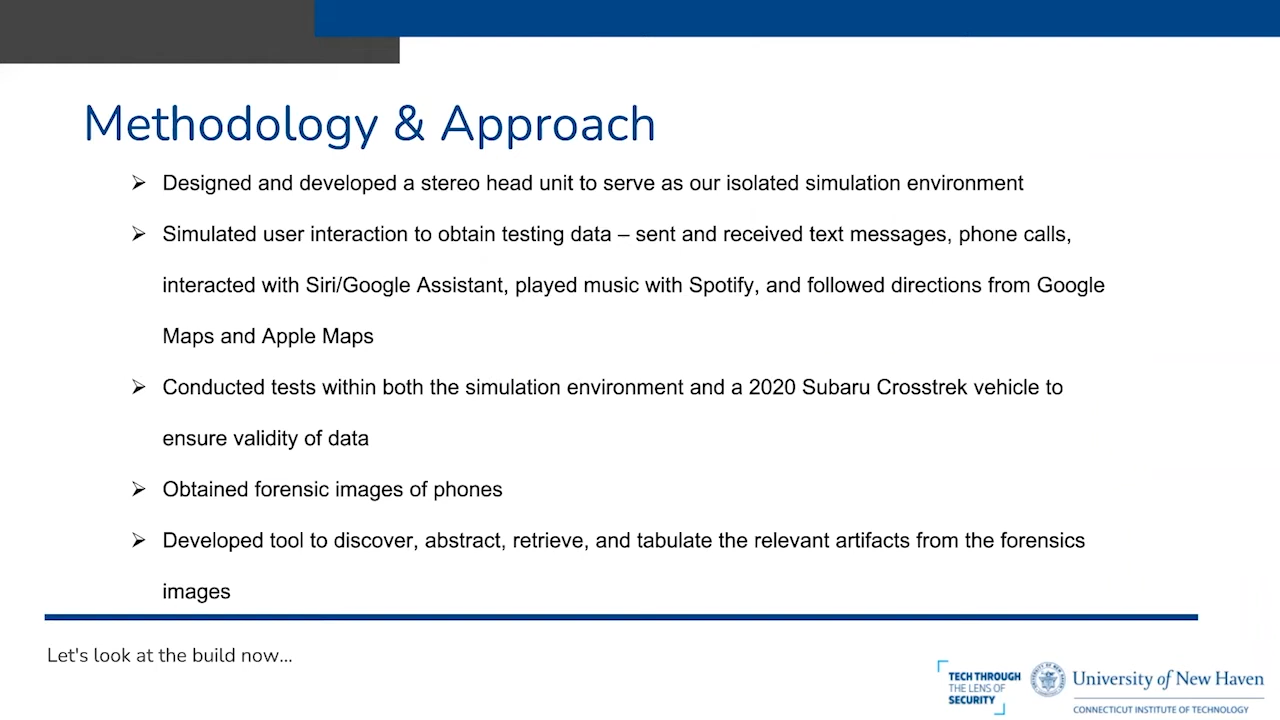 Methodology & Approach
➢ Designed and developed a stereo head unit to serve as our isolated simulation environment
➢ Simulated user interaction to obtain testing data – sent and received text messages, phone calls,
interacted with Siri/Google Assistant, played music with Spotify, and followed directions from Google
Maps and Apple Maps
➢ Conducted tests within both the simulation environment and a 2020 Subaru Crosstrek vehicle to
ensure validity of data
➢ Obtained forensic images of phones
➢ Developed tool to discover, abstract, retrieve, and tabulate the relevant artifacts from the forensics
images
Let's look at the build now...
TECH THROUGH
THE LENS OF
SECURITY
University of New Haven
CONNECTICUT INSTITUTE OF TECHNOLOGY